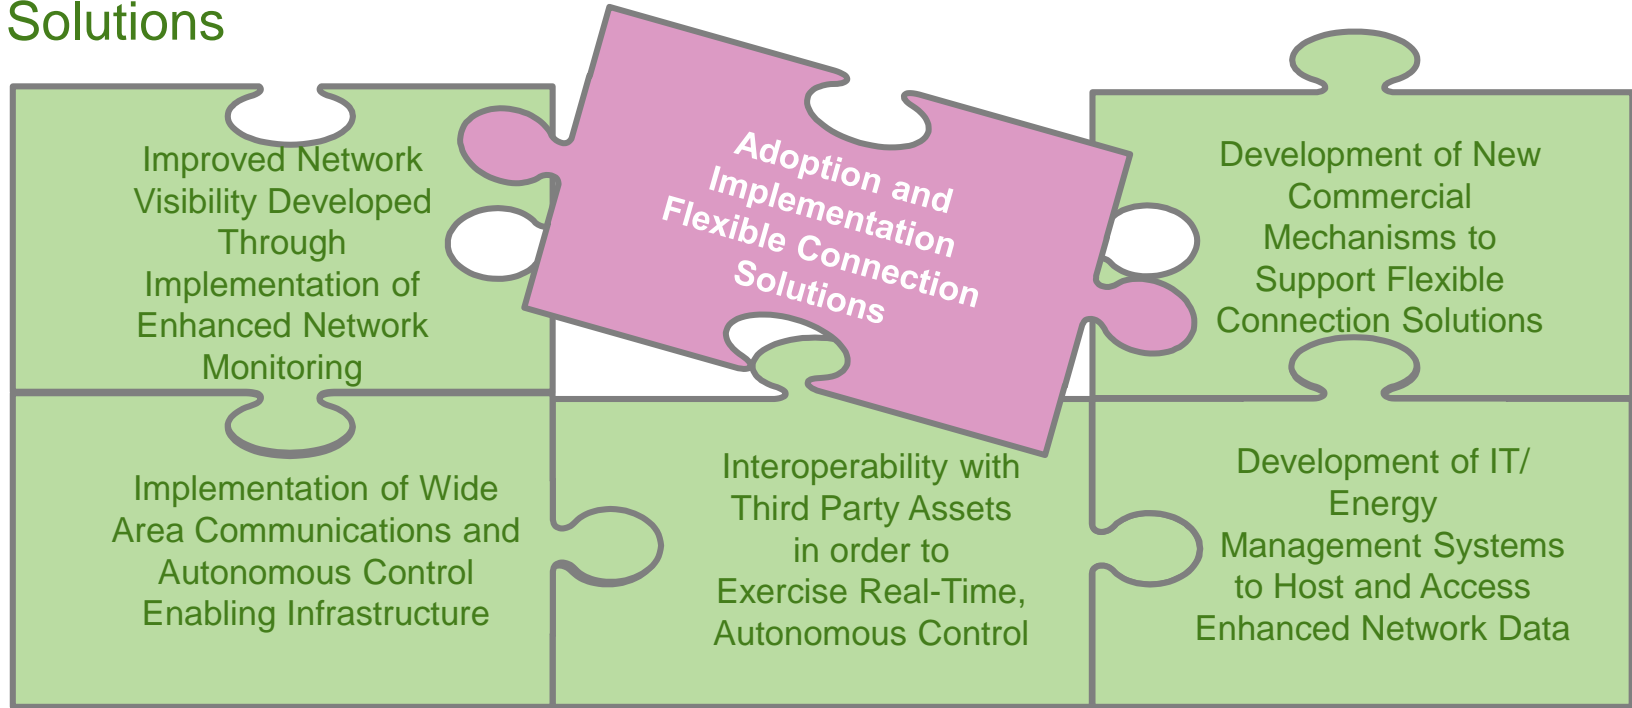 Solutions
Improved Network
Visibility Developed
Through
Implementation of
Enhanced Network
Monitoring
Adoption and
Implementation
Flexible Connection
Solutions
Development of New
Commercial
Mechanisms to
Support Flexible
Connection Solutions
Implementation of Wide
Area Communications and
Autonomous Control
Enabling Infrastructure
Interoperability with
Third Party Assets
in order to
Exercise Real-Time,
Autonomous Control
Development of IT/
Energy
Management Systems
to Host and Access
Enhanced Network Data